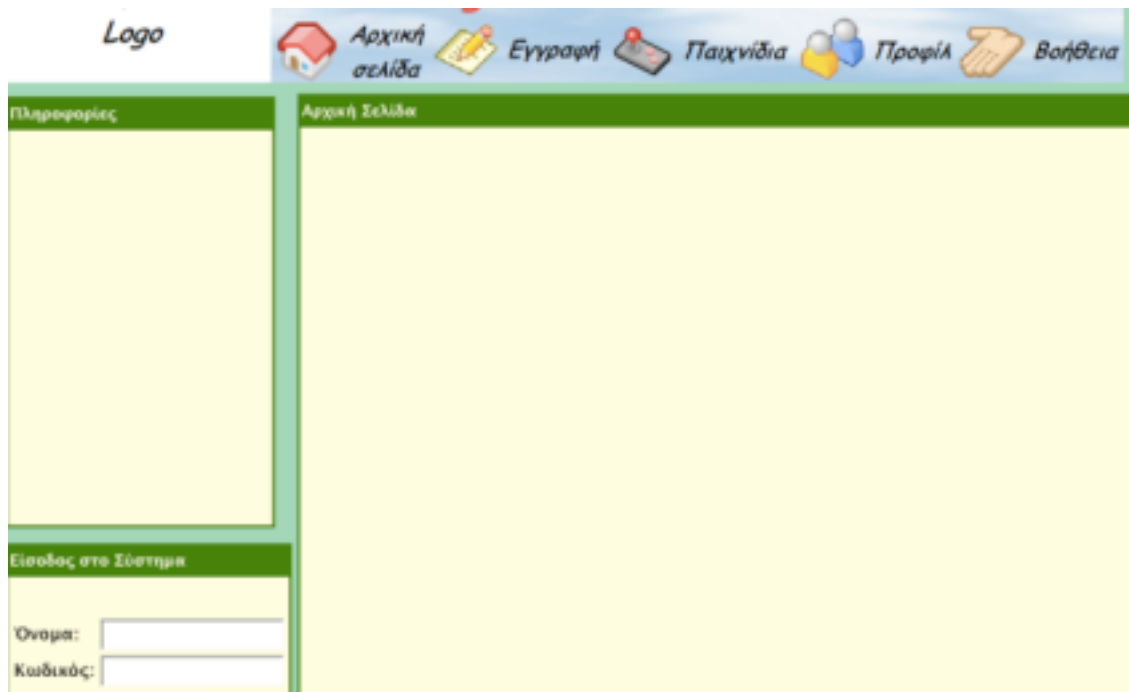 Logo
Αρχική
σελίδα
Εγγραφή
Παιχνίδια
Προφίλ
Βοήθεια
Πληροφορίες
Αρχική Σελίδα
Είσοδος στο Σύστημα
Όνομα:
Κωδικός: